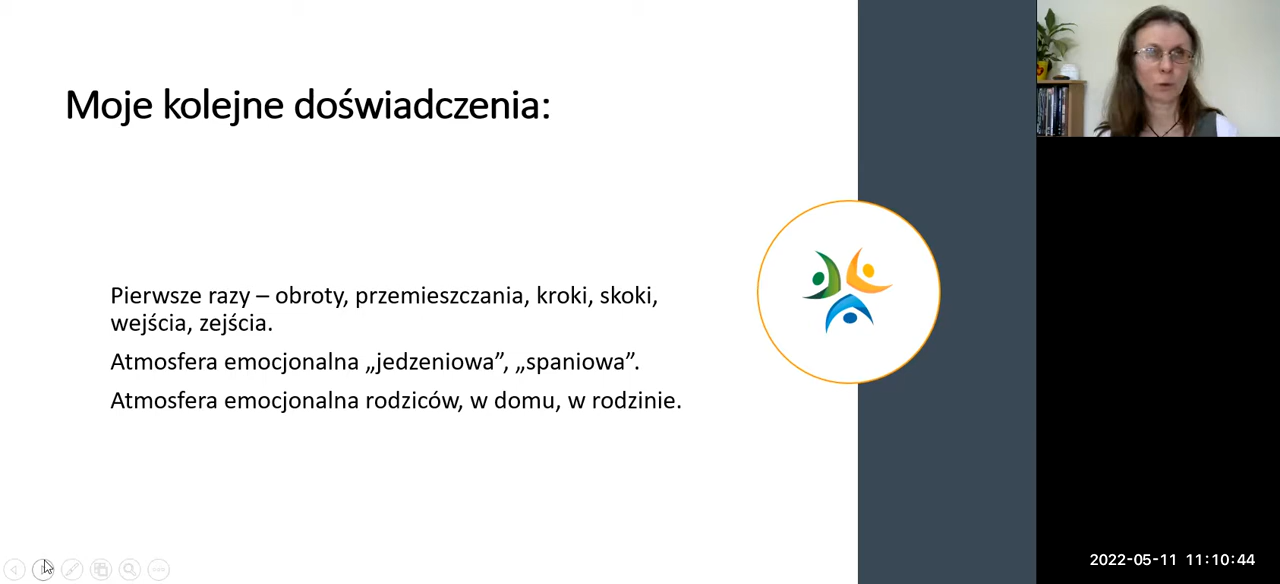 Moje kolejne doświadczenia:
Pierwsze razy – obroty, przemieszczania, kroki, skoki,
wejścia, zejścia.
Atmosfera emocjonalna „jedzeniowa”, „spaniowa”.
Atmosfera emocjonalna rodziców, w domu, w rodzinie.
2022-05-11 11:10:44